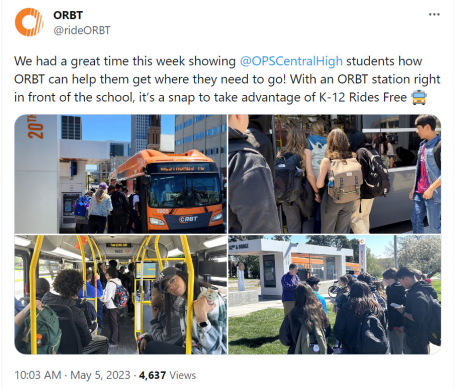 ORBT
@rideORBT
We had a great time this week showing @OPSCentralHigh students how
ORBT can help them get where they need to go! With an ORBT station right
in front of the school, it's a snap to take advantage of K-12 Rides Free
20TH
ORBT
10:03 AM · May 5, 2023 · 4,637 Views